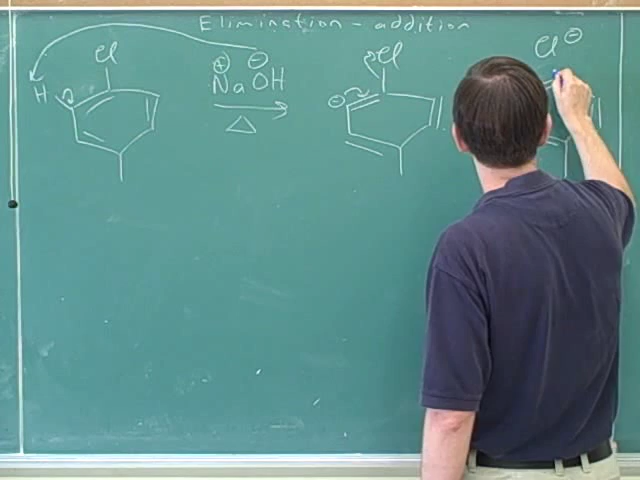 Elimination - addition
Cl
H
⊕ ⊖
NaOH
△
Cl
⊖
Cl ⊖